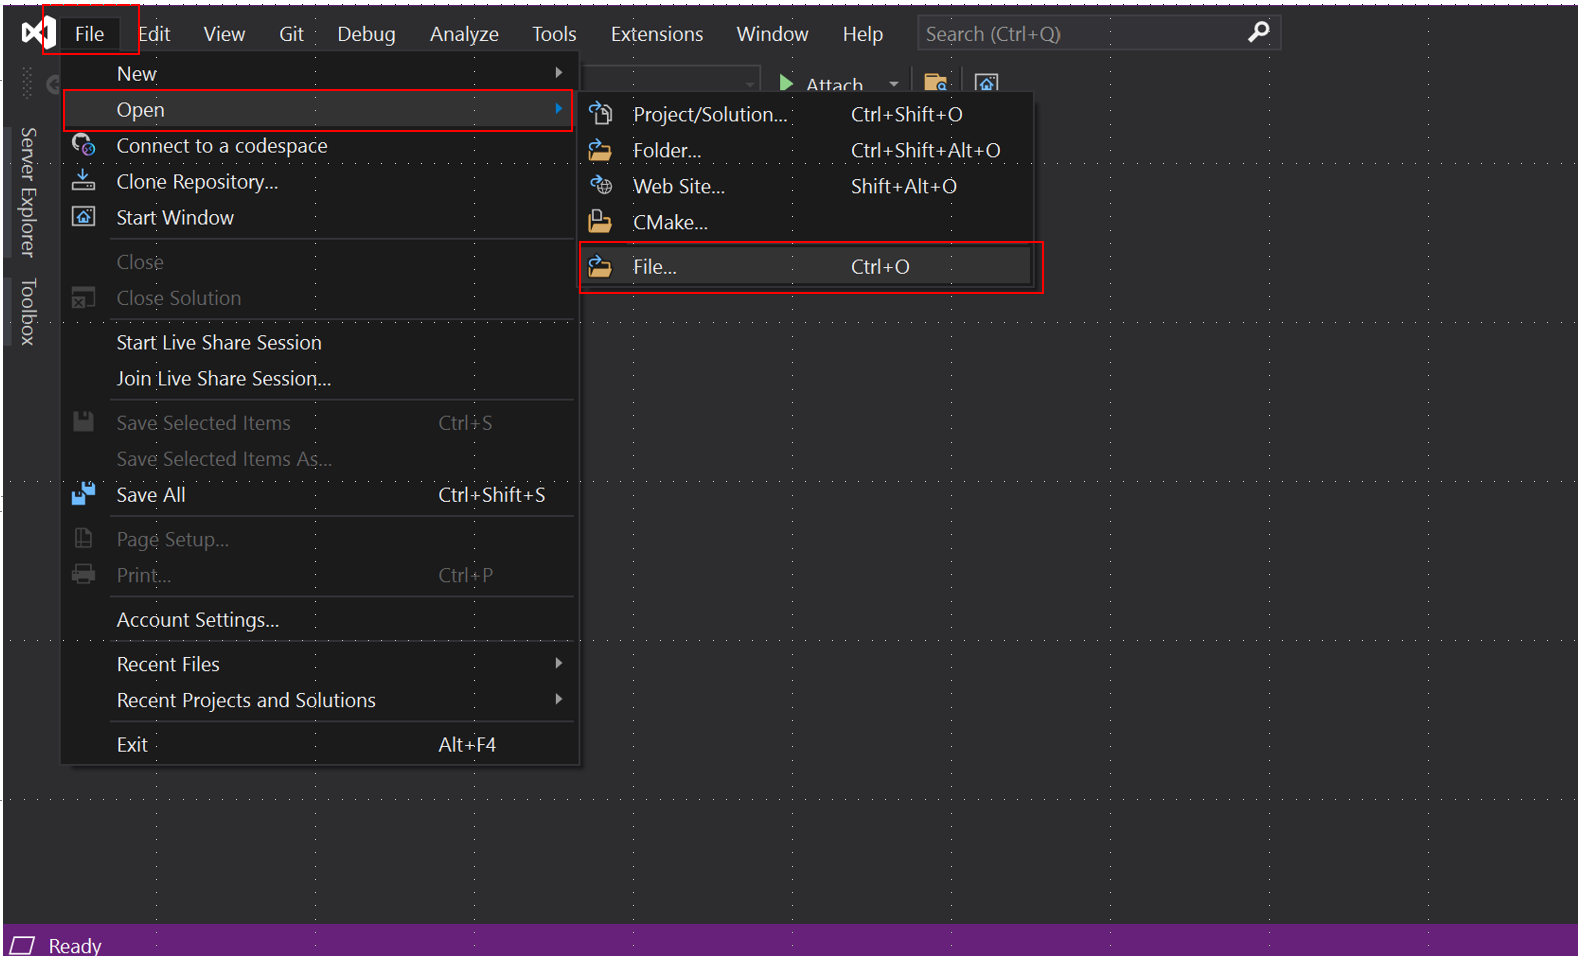 File Edit View Git Debug Analyze Tools Extensions Window Help Search (Ctrl+Q)
Attach
New
Open
Connect to a codespace
Clone Repository...
Start Window
Close
Close Solution
Start Live Share Session
Join Live Share Session...
Save Selected Items Ctrl+S
Save Selected Items As...
Save All Ctrl+Shift+S
Page Setup...
Print... Ctrl+P
Account Settings...
Recent Files
Recent Projects and Solutions
Exit Alt+F4
Project/Solution... Ctrl+Shift+O
Folder... Ctrl+Shift+Alt+O
Web Site... Shift+Alt+O
CMake...
File... Ctrl+O
Server Explorer
Toolbox
Ready